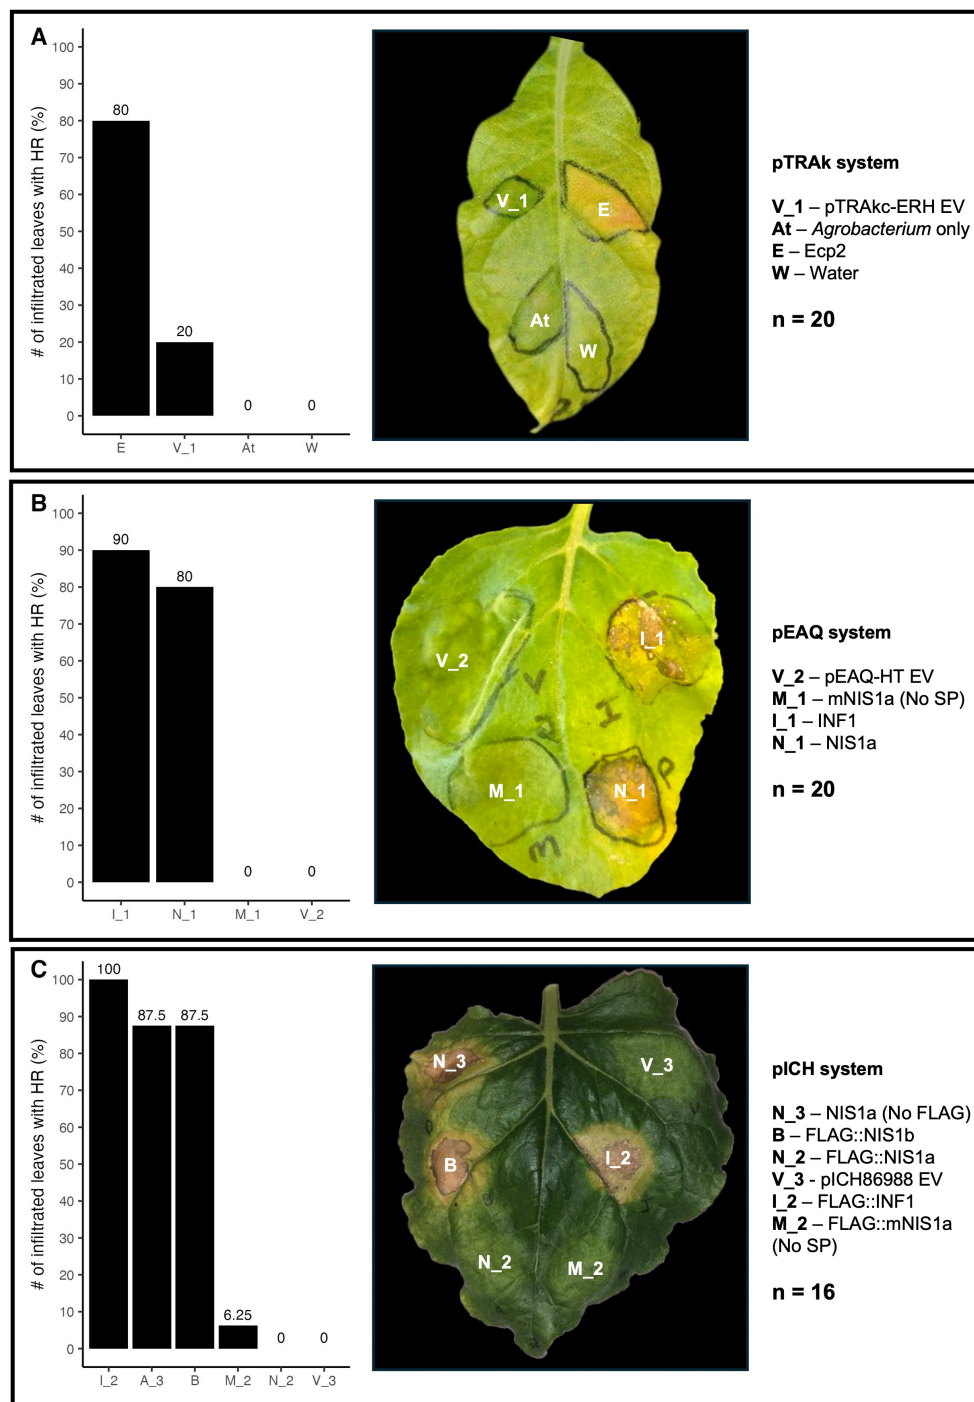 A
# of infiltrated leaves with HR (%)
100
90
80
70
60
50
40
30
20
10
0
80
20
0
0
E V_1 At W
V_1
E
At
W
pTRAk system
V_1 – pTRAkc-ERH EV
At – Agrobacterium only
E – Ecp2
W – Water
n = 20
B
# of infiltrated leaves with HR (%)
100
90
80
70
60
50
40
30
20
10
0
90
80
0
0
I_1 N_1 M_1 V_2
V_2
I_1
M_1
N_1
V
I
P
M
pEAQ system
V_2 – pEAQ-HT EV
M_1 – mNIS1a (No SP)
I_1 – INF1
N_1 – NIS1a
n = 20
C
# of infiltrated leaves with HR (%)
100
90
80
70
60
50
40
30
20
10
0
100
87.5
87.5
6.25
0
0
I_2 A_3 B M_2 N_2 V_3
N_3
V_3
B
I_2
N_2
M_2
pICH system
N_3 – NIS1a (No FLAG)
B – FLAG::NIS1b
N_2 – FLAG::NIS1a
V_3 - pICH86988 EV
I_2 – FLAG::INF1
M_2 – FLAG::mNIS1a
(No SP)
n = 16